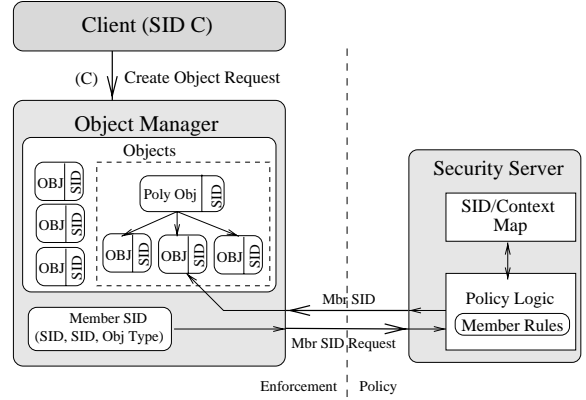 Client (SID C)
(C) Create Object Request
Object Manager
Objects
OBJ SID
OBJ SID
OBJ SID
Poly Obj SID
OBJ SID
OBJ SID
OBJ SID
Member SID
(SID, SID, Obj Type)
Mbr SID
Mbr SID Request
Security Server
SID/Context
Map
Policy Logic
Member Rules
Enforcement
Policy